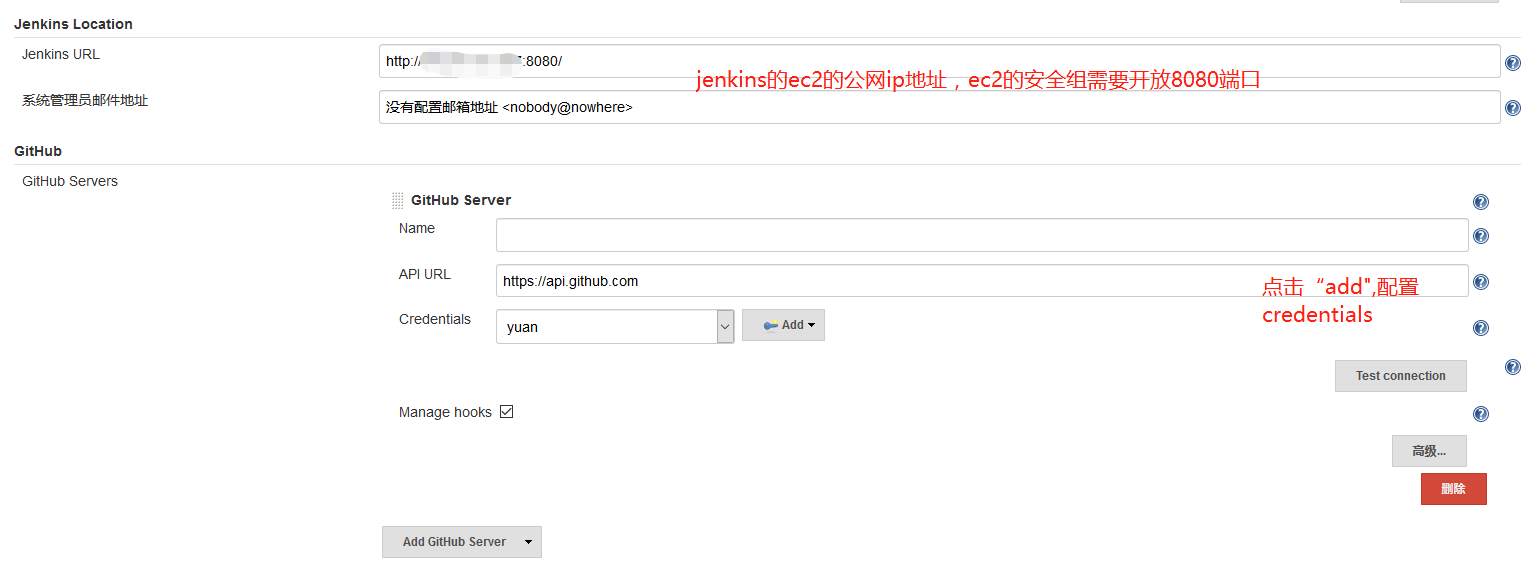 Jenkins Location
Jenkins URL
http://:8080/
jenkins的ec2的公网ip地址，ec2的安全组需要开放8080端口
系统管理员邮件地址
没有配置邮箱地址 <nobody@nowhere>
GitHub
GitHub Servers
GitHub Server
Name
API URL
https://api.github.com
点击“add",配置
credentials
Credentials
yuan
Add
Test connection
Manage hooks
高级...
删除
Add GitHub Server